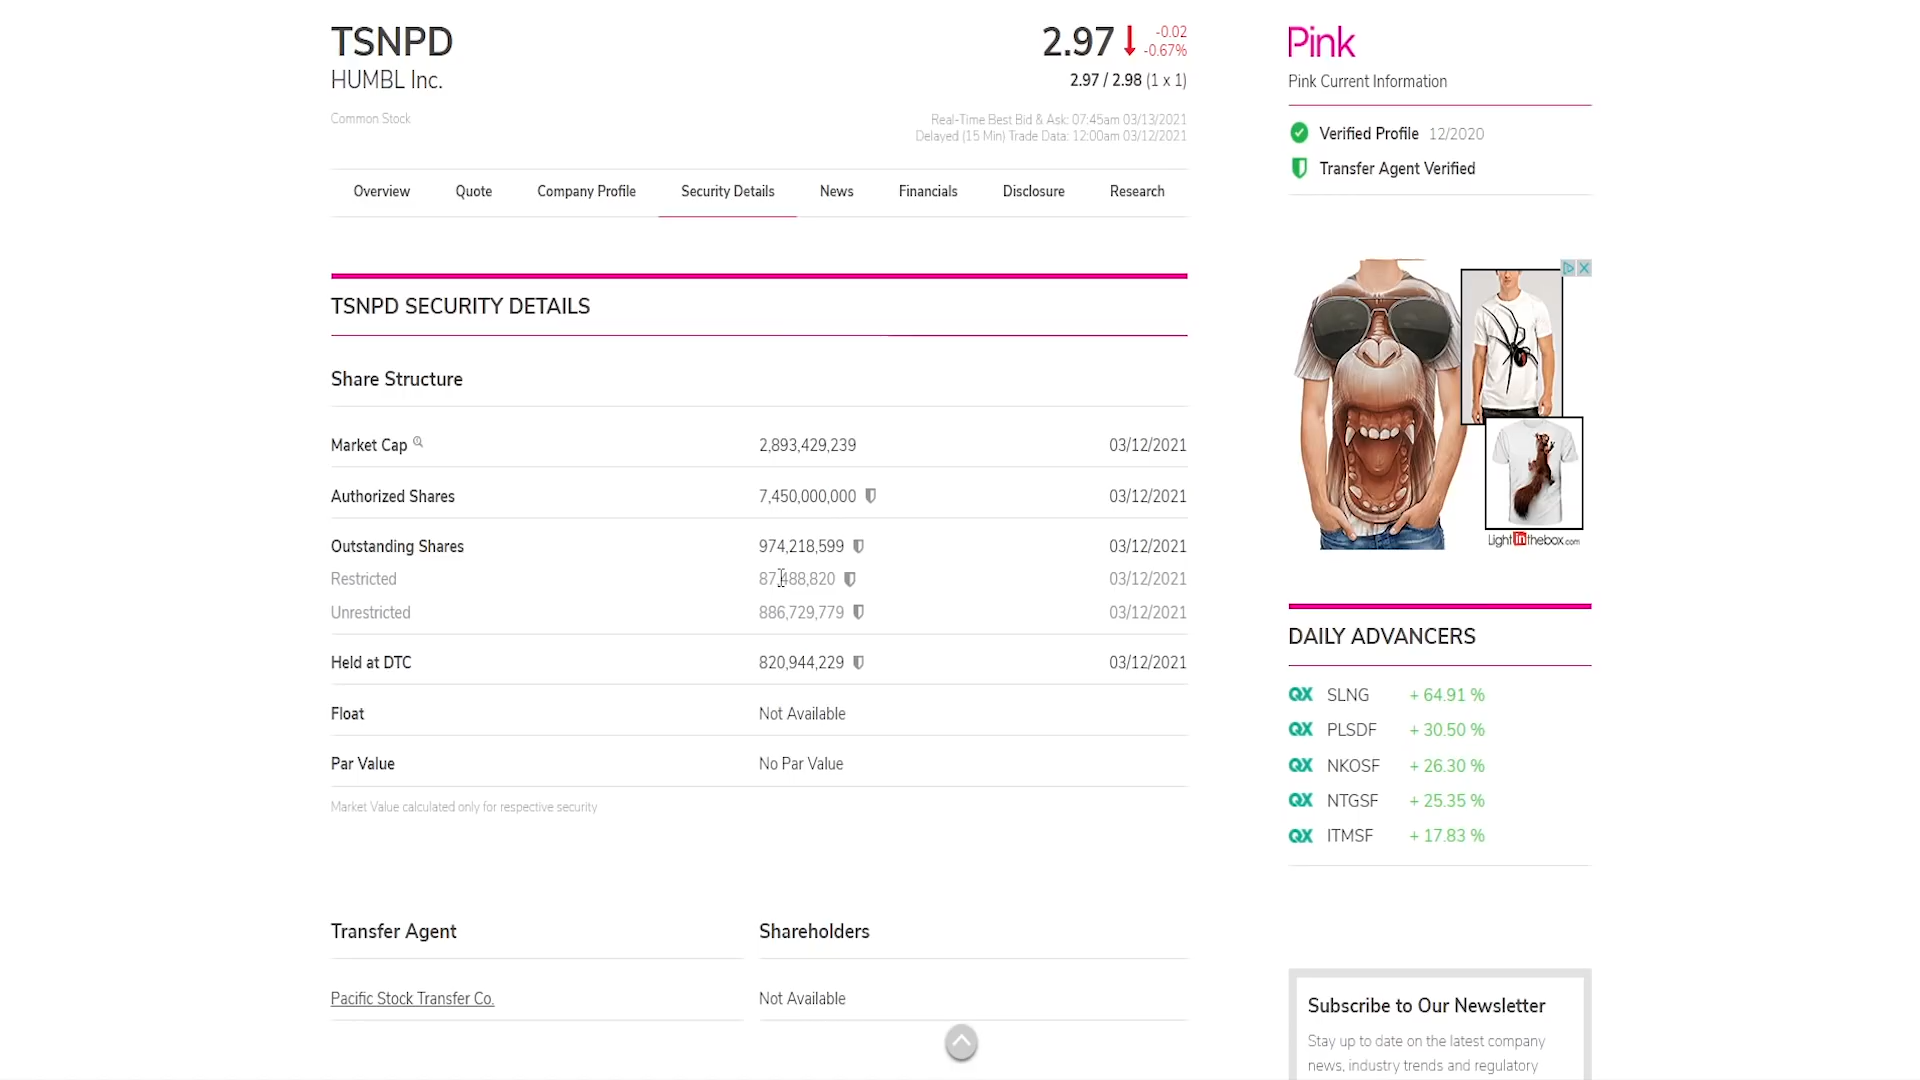 TSNPD
HUMBL Inc.
Common Stock
2.97 -0.02
-0.67%
2.97 / 2.98 (1 x 1)
Real-Time Best Bid & Ask: 07:45am 03/13/2021
Delayed (15 Min) Trade Data: 12:00am 03/12/2021
Pink
Pink Current Information
Verified Profile 12/2020
Transfer Agent Verified
Overview Quote Company Profile Security Details News Financials Disclosure Research
TSNPD SECURITY DETAILS
Share Structure
Market Cap 2,893,429,239 03/12/2021
Authorized Shares 7,450,000,000 03/12/2021
Outstanding Shares 974,218,599 03/12/2021
Restricted 87,488,820 03/12/2021
Unrestricted 886,729,779 03/12/2021
Held at DTC 820,944,229 03/12/2021
Float Not Available
Par Value No Par Value
Market Value calculated only for respective security
Transfer Agent
Pacific Stock Transfer Co.
Shareholders
Not Available
Lightinthebox.com
DAILY ADVANCERS
QX SLNG + 64.91 %
QX PLSDF + 30.50 %
QX NKOSF + 26.30 %
QX NTGSF + 25.35 %
QX ITMSF + 17.83 %
Subscribe to Our Newsletter
Stay up to date on the latest company
news, industry trends and regulatory